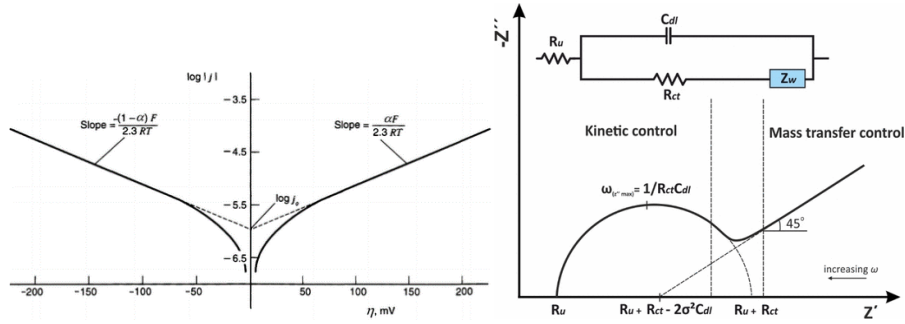 log |j|
−3.5
−4.5
−5.5
−6.5
Slope = -(1−α) F / 2.3 RT
Slope = αF / 2.3 RT
log j₀
−200 −150 −100 −50 0 50 100 150 200
η, mV
-Z′′
Cdl
Ru
Rct
Zw
Kinetic control
Mass transfer control
ω(z″ max) = 1/RctCdl
45°
increasing ω
Ru
Ru + Rct - 2σ²Cdl
Ru + Rct
Z′